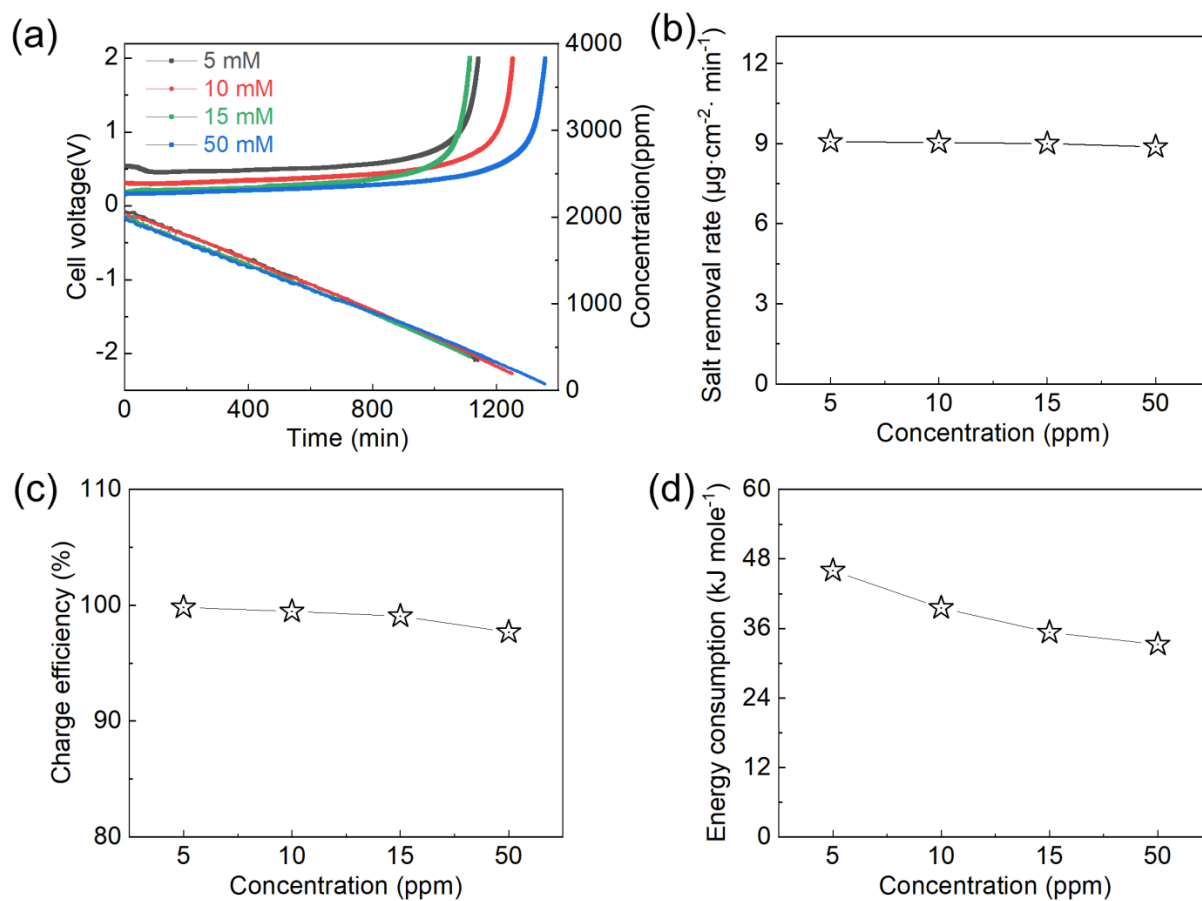 (a)
2
1
0
-1
-2
Cell voltage(V)
5 mM
10 mM
15 mM
50 mM
4000
3000
2000
1000
0
Concentration(ppm)
0 400 800 1200
Time (min)
(b)
12
9
6
3
0
Salt removal rate (μg·cm⁻²· min⁻¹)
5 10 15 50
Concentration (ppm)
(c)
110
100
90
80
Charge efficiency (%)
5 10 15 50
Concentration (ppm)
(d)
60
48
36
24
12
0
Energy consumption (kJ mole⁻¹)
5 10 15 50
Concentration (ppm)